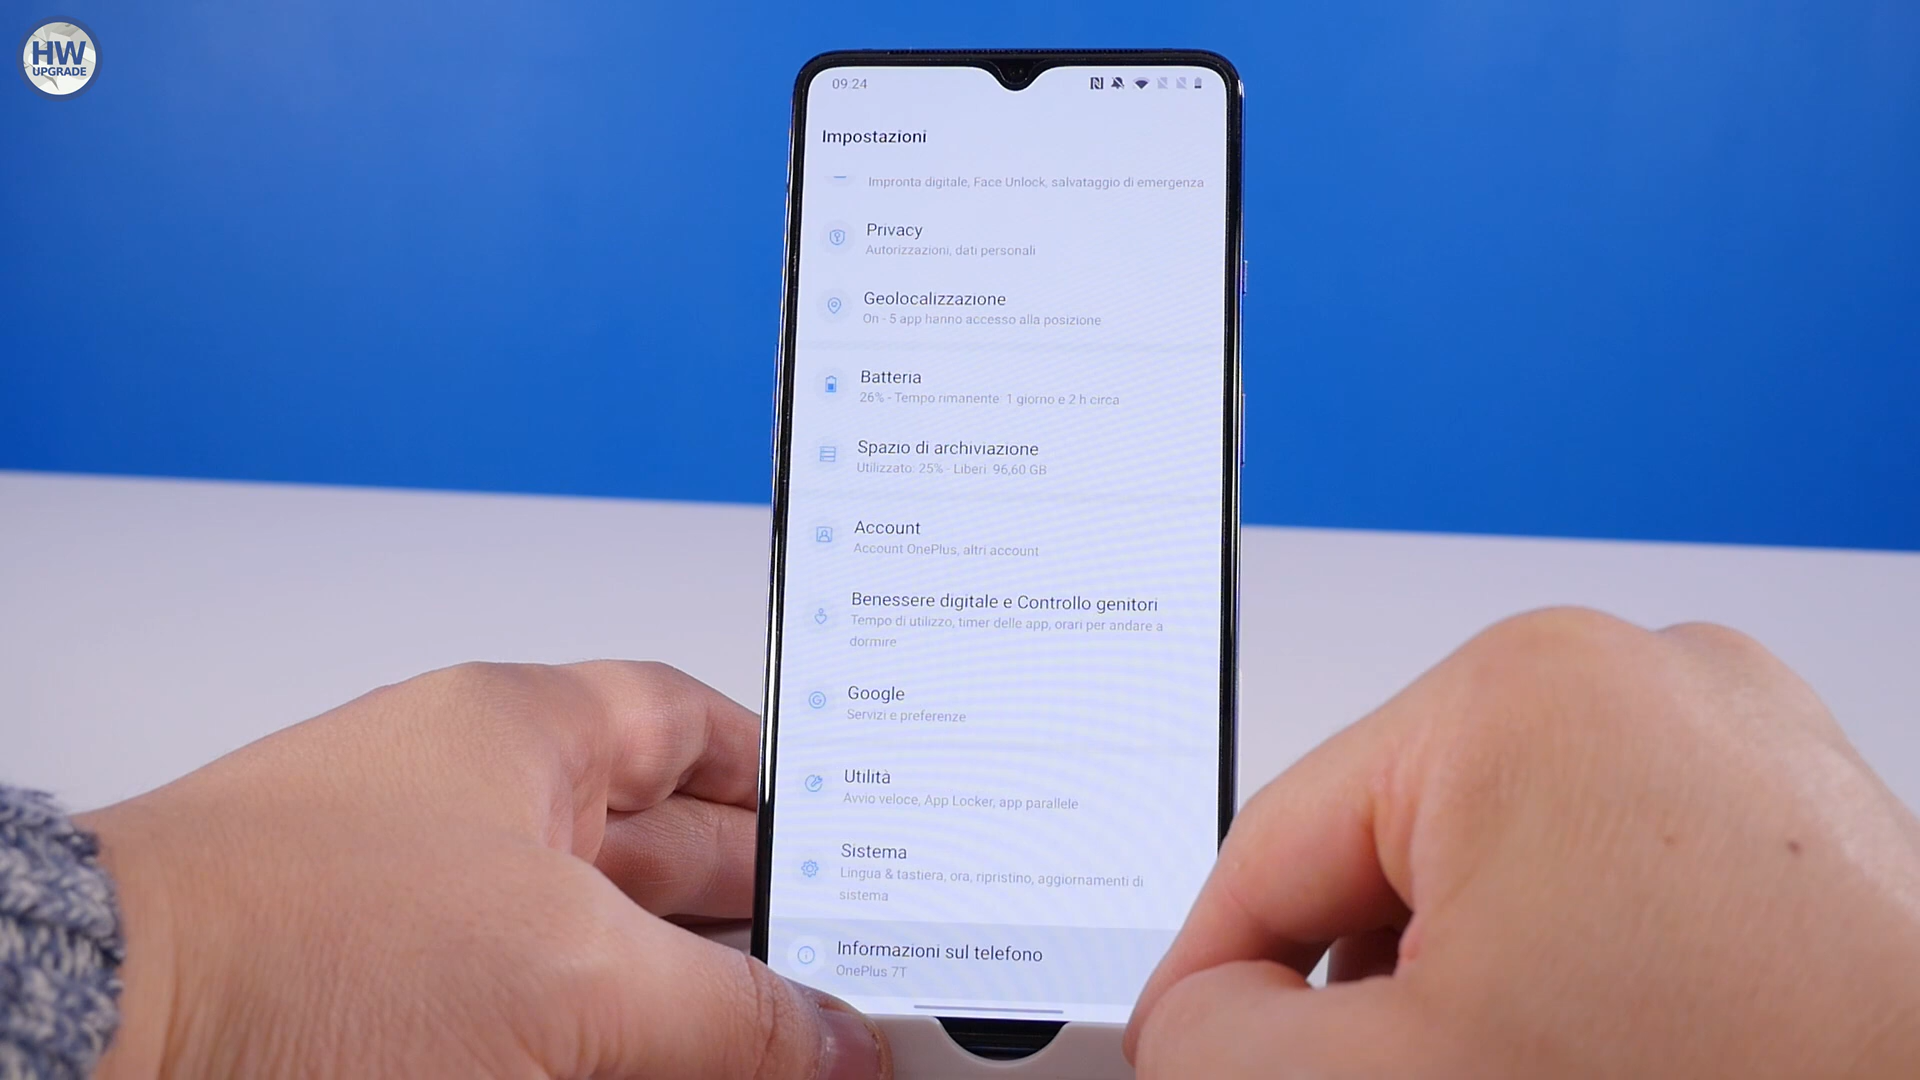 HW
UPGRADE
09:24
Impostazioni
Impronta digitale, Face Unlock, salvataggio di emergenza
Privacy
Autorizzazioni, dati personali
Geolocalizzazione
On - 5 app hanno accesso alla posizione
Batteria
26% - Tempo rimanente: 1 giorno e 2 h circa
Spazio di archiviazione
Utilizzato: 25% - Liberi: 96,60 GB
Account
Account OnePlus, altri account
Benessere digitale e Controllo genitori
Tempo di utilizzo, timer delle app, orari per andare a
dormire
Google
Servizi e preferenze
Utilità
Avvio veloce, App Locker, app parallele
Sistema
Lingua & tastiera, ora, ripristino, aggiornamenti di
sistema
Informazioni sul telefono
OnePlus 7T